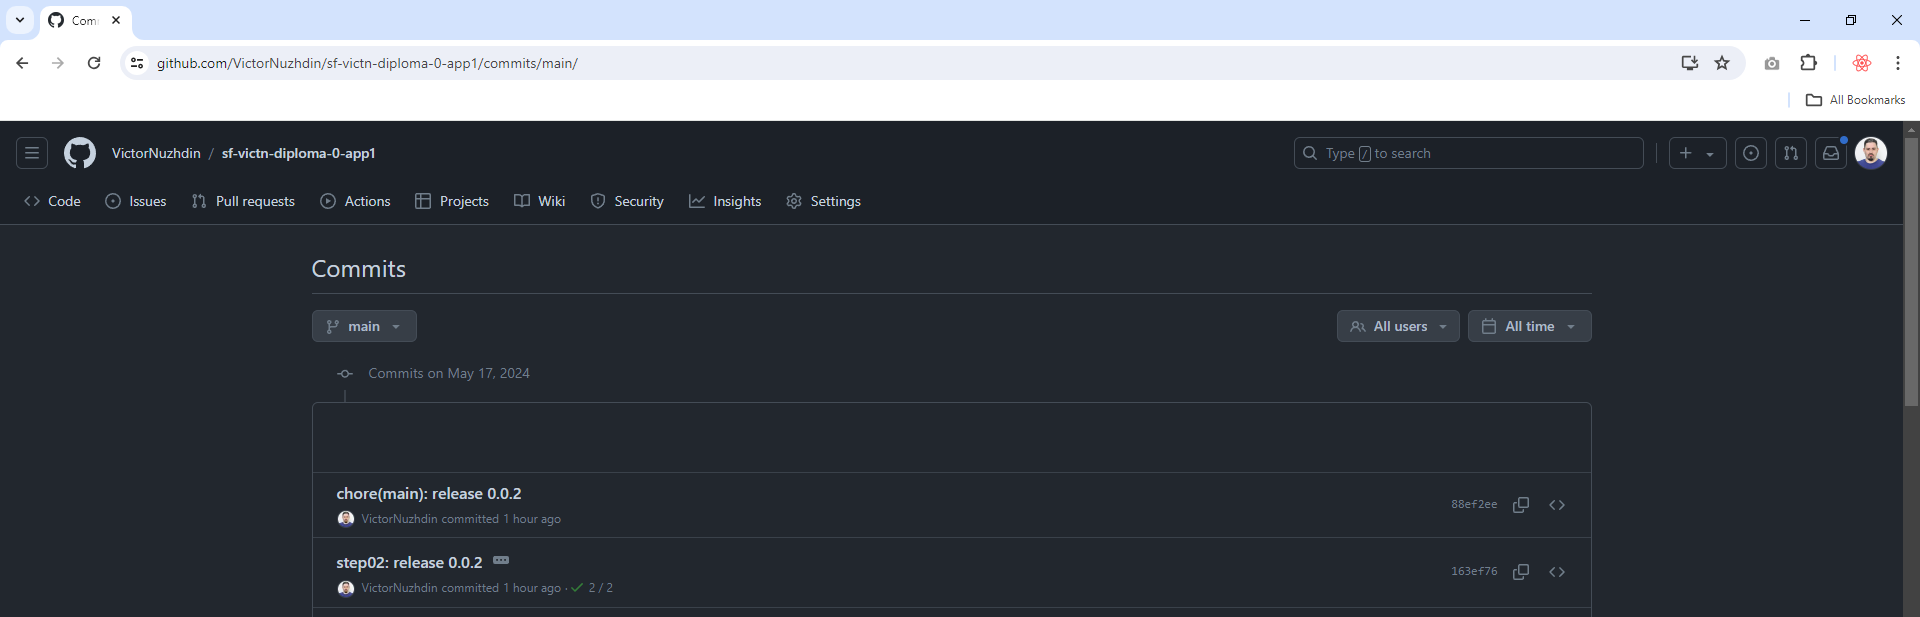 Com
github.com/VictorNuzhdin/sf-victn-diploma-0-app1/commits/main/
All Bookmarks
VictorNuzhdin / sf-victn-diploma-0-app1
Type / to search
Code Issues Pull requests Actions Projects Wiki Security Insights Settings
Commits
main
All users All time
Commits on May 17, 2024
chore(main): release 0.0.2
88ef2ee
VictorNuzhdin committed 1 hour ago
step02: release 0.0.2
163ef76
VictorNuzhdin committed 1 hour ago · 2 / 2